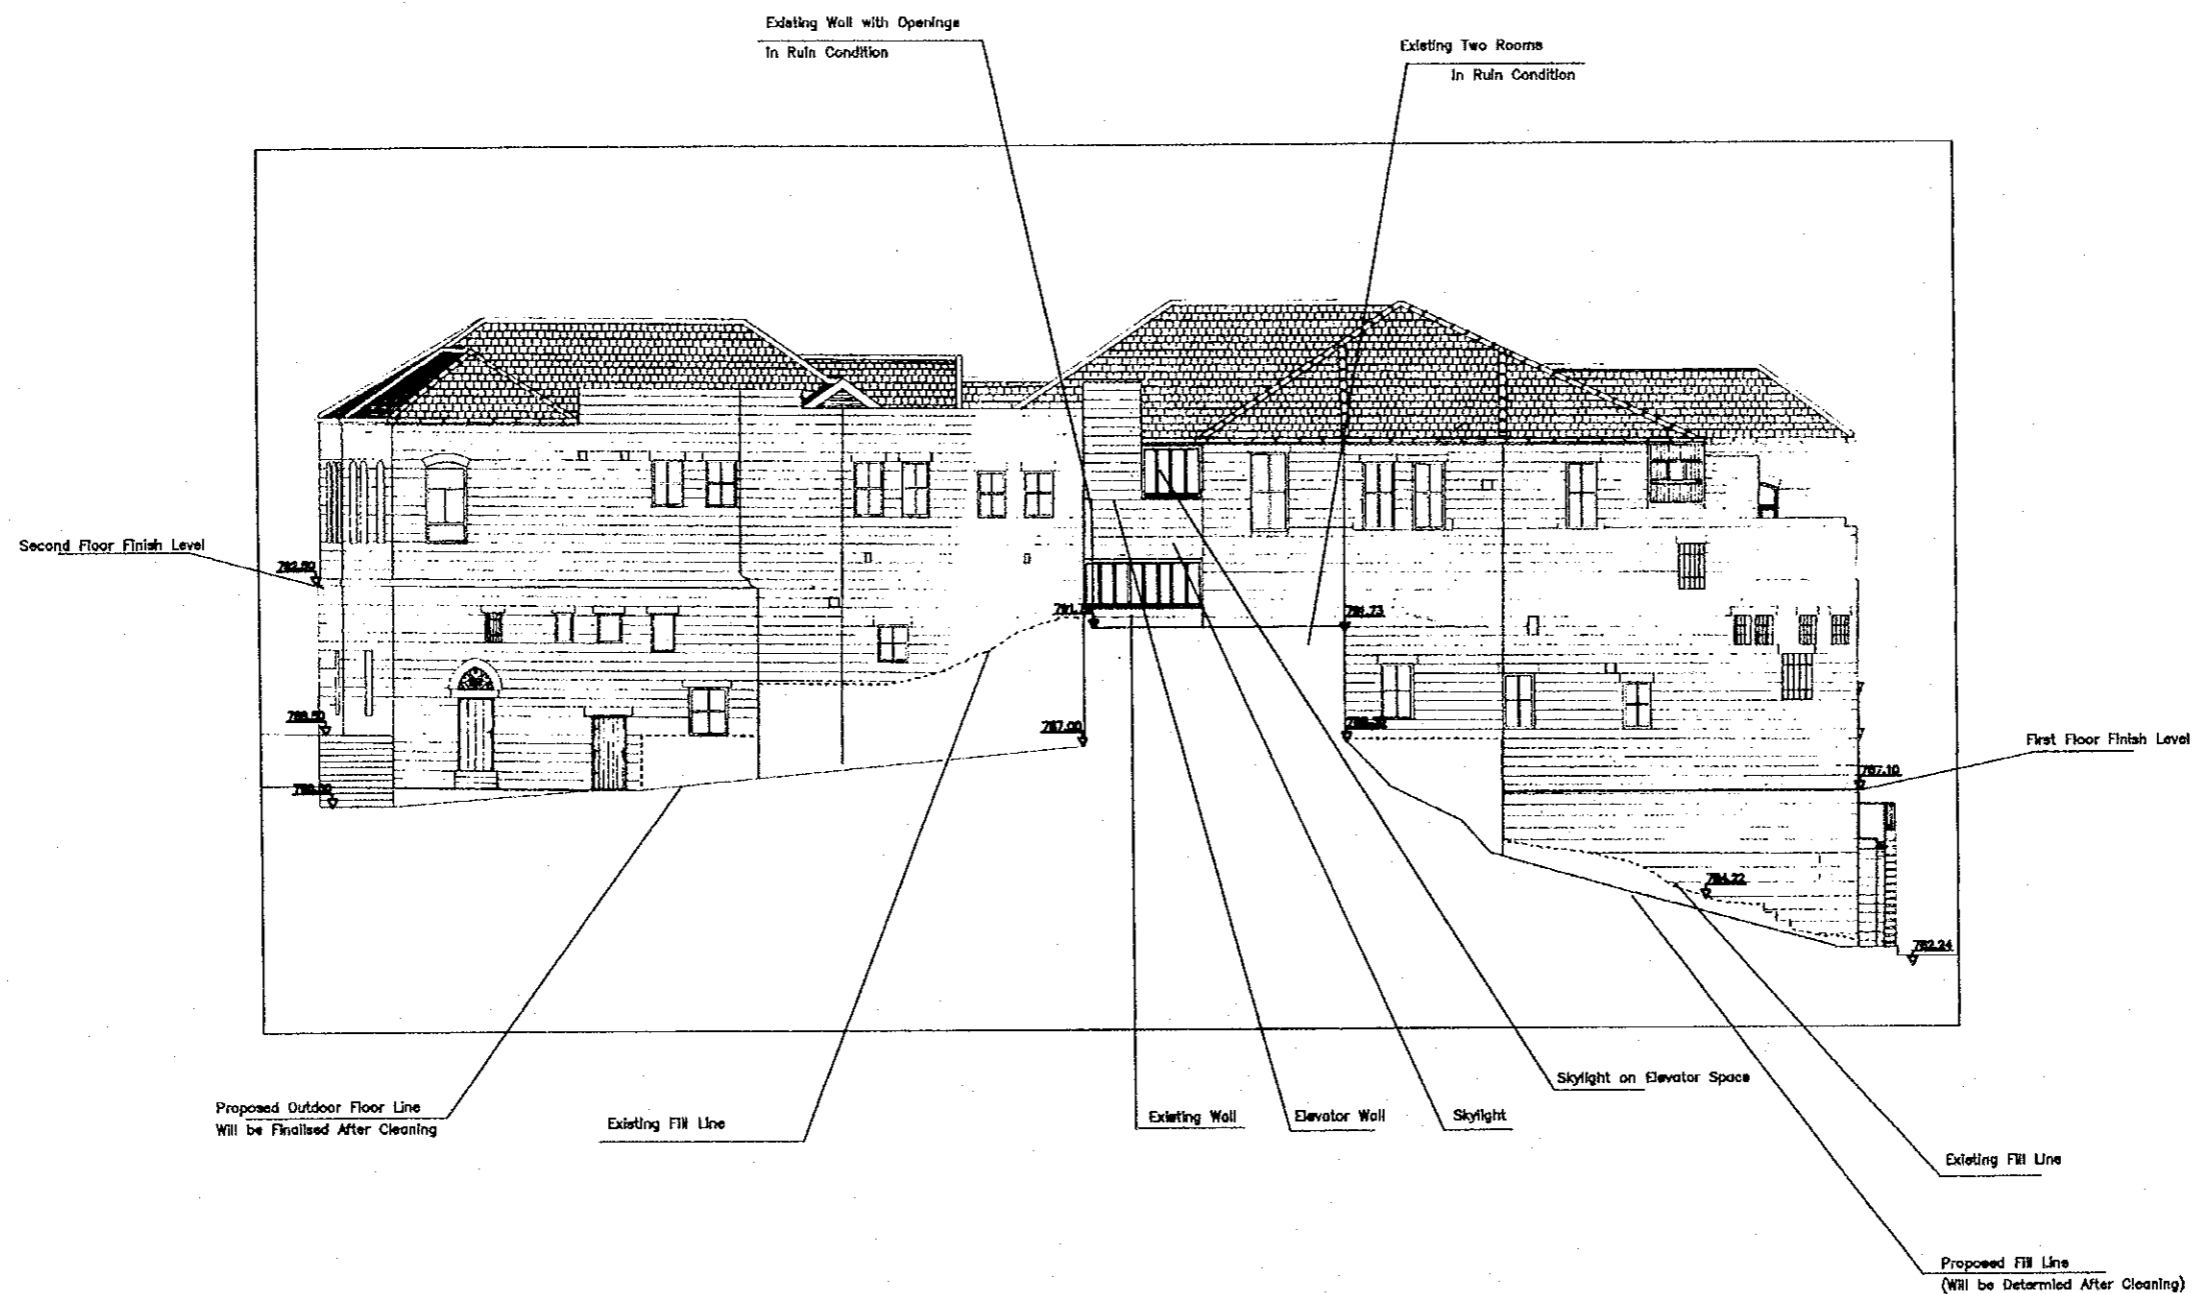 Existing Wall with Openings
In Ruin Condition
Existing Two Rooms
In Ruin Condition
Second Floor Finish Level
791.73
787.00
First Floor Finish Level
787.10
784.22
782.24
Skylight on Elevator Space
Proposed Outdoor Floor Line
Will be Finalised After Cleaning
Existing Fill Line
Existing Wall
Elevator Wall
Skylight
Existing Fill Line
Proposed Fill Line
(Will be Determied After Cleaning)